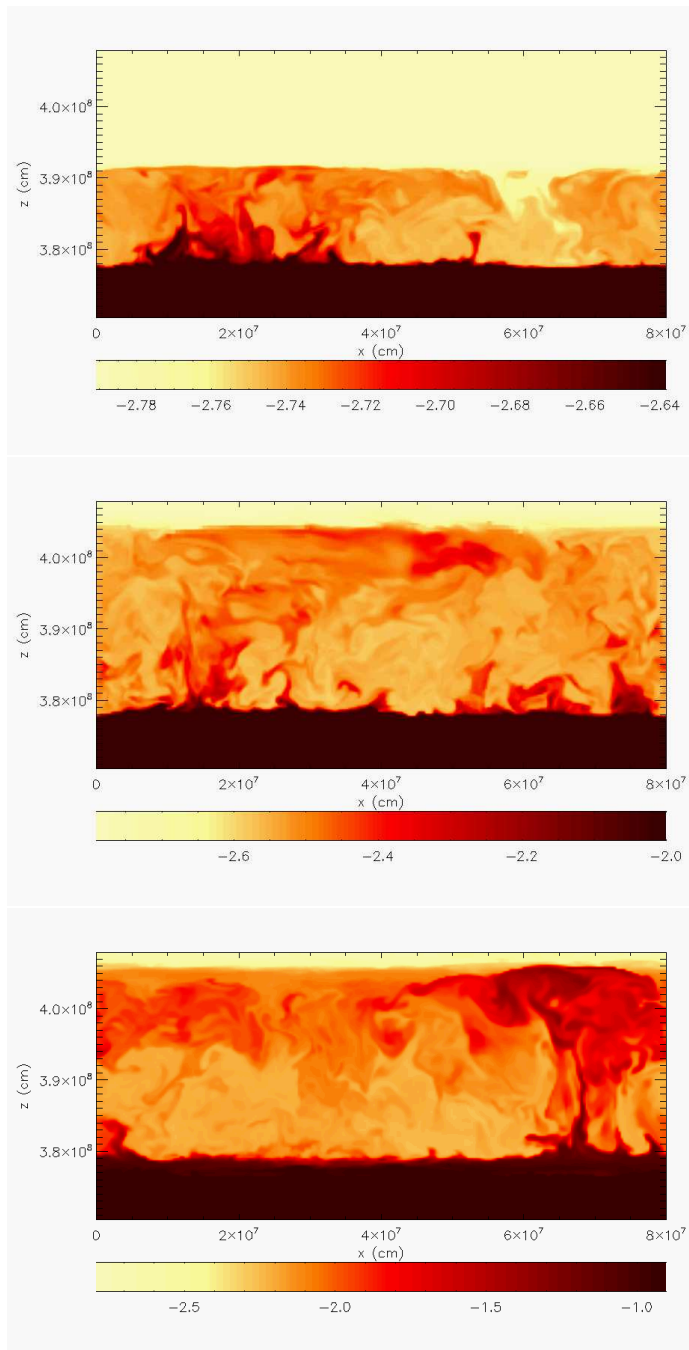 4.0×10⁸
3.9×10⁸
3.8×10⁸
z (cm)
0 2×10⁷ 4×10⁷ 6×10⁷ 8×10⁷
x (cm)
−2.78 −2.76 −2.74 −2.72 −2.70 −2.68 −2.66 −2.64
4.0×10⁸
3.9×10⁸
3.8×10⁸
z (cm)
0 2×10⁷ 4×10⁷ 6×10⁷ 8×10⁷
x (cm)
−2.6 −2.4 −2.2 −2.0
4.0×10⁸
3.9×10⁸
3.8×10⁸
z (cm)
0 2×10⁷ 4×10⁷ 6×10⁷ 8×10⁷
x (cm)
−2.5 −2.0 −1.5 −1.0